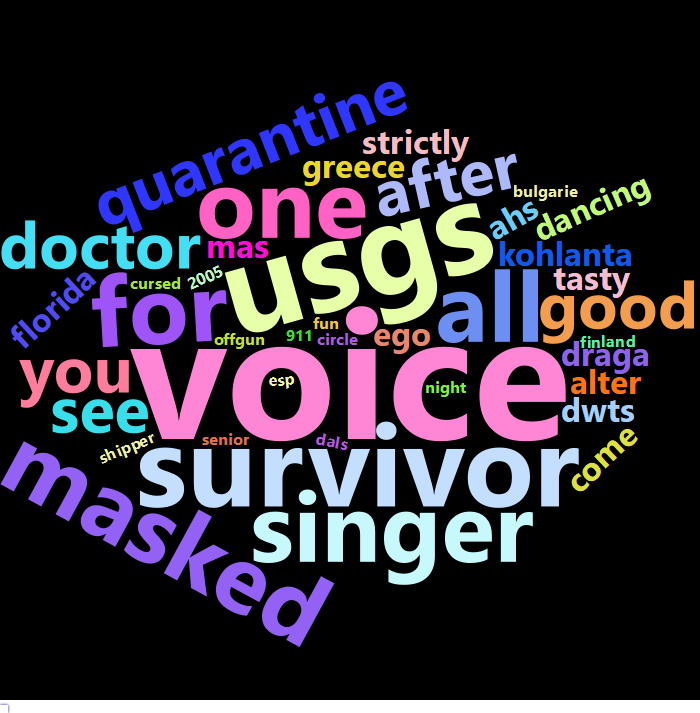 quarantine
strictly
greece
after
bulgarie
one
usgs
ahs
dancing
doctor
mas
kohlanta
florida
cursed
2005
for
all
tasty
good
fun
offgun
911
circle
ego
finland
draga
you
voice
esp
night
alter
see
dwts
shipper
senior
dals
come
survivor
masked
singer